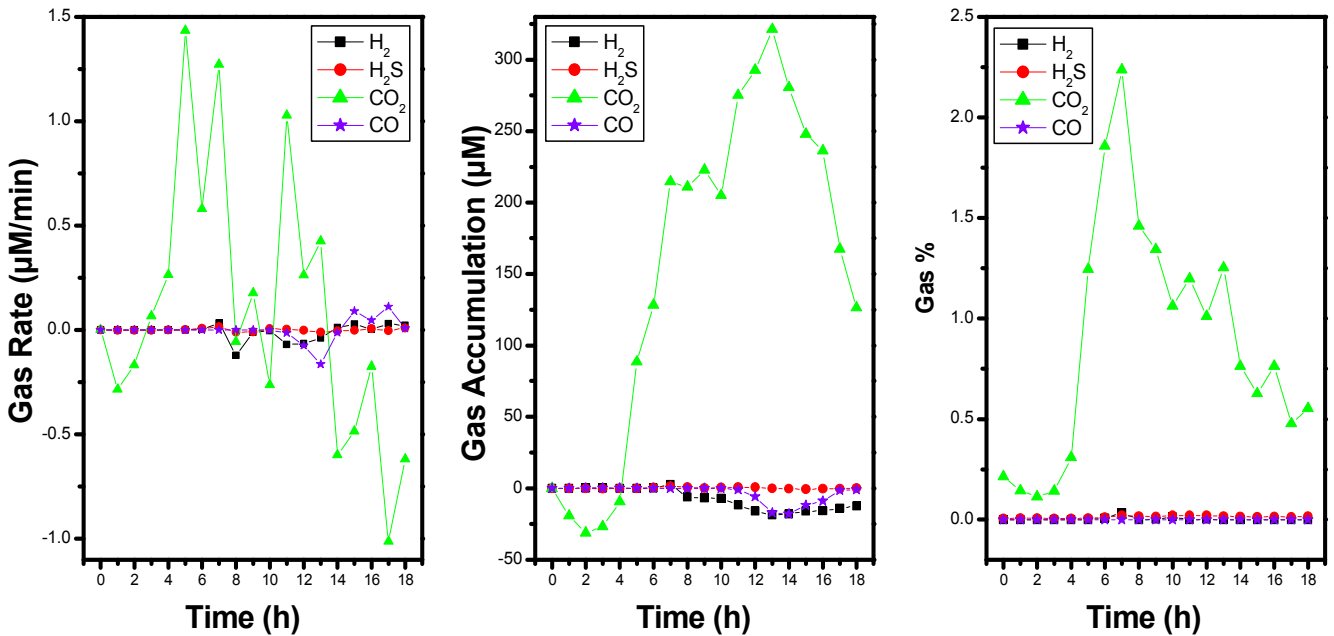 Gas Rate (µM/min)
1.5
1.0
0.5
0.0
-0.5
-1.0
H₂
H₂S
CO₂
CO
0 2 4 6 8 10 12 14 16 18
Time (h)
Gas Accumulation (µM)
300
250
200
150
100
50
0
-50
H₂
H₂S
CO₂
CO
0 2 4 6 8 10 12 14 16 18
Time (h)
Gas %
2.5
2.0
1.5
1.0
0.5
0.0
H₂
H₂S
CO₂
CO
0 2 4 6 8 10 12 14 16 18
Time (h)